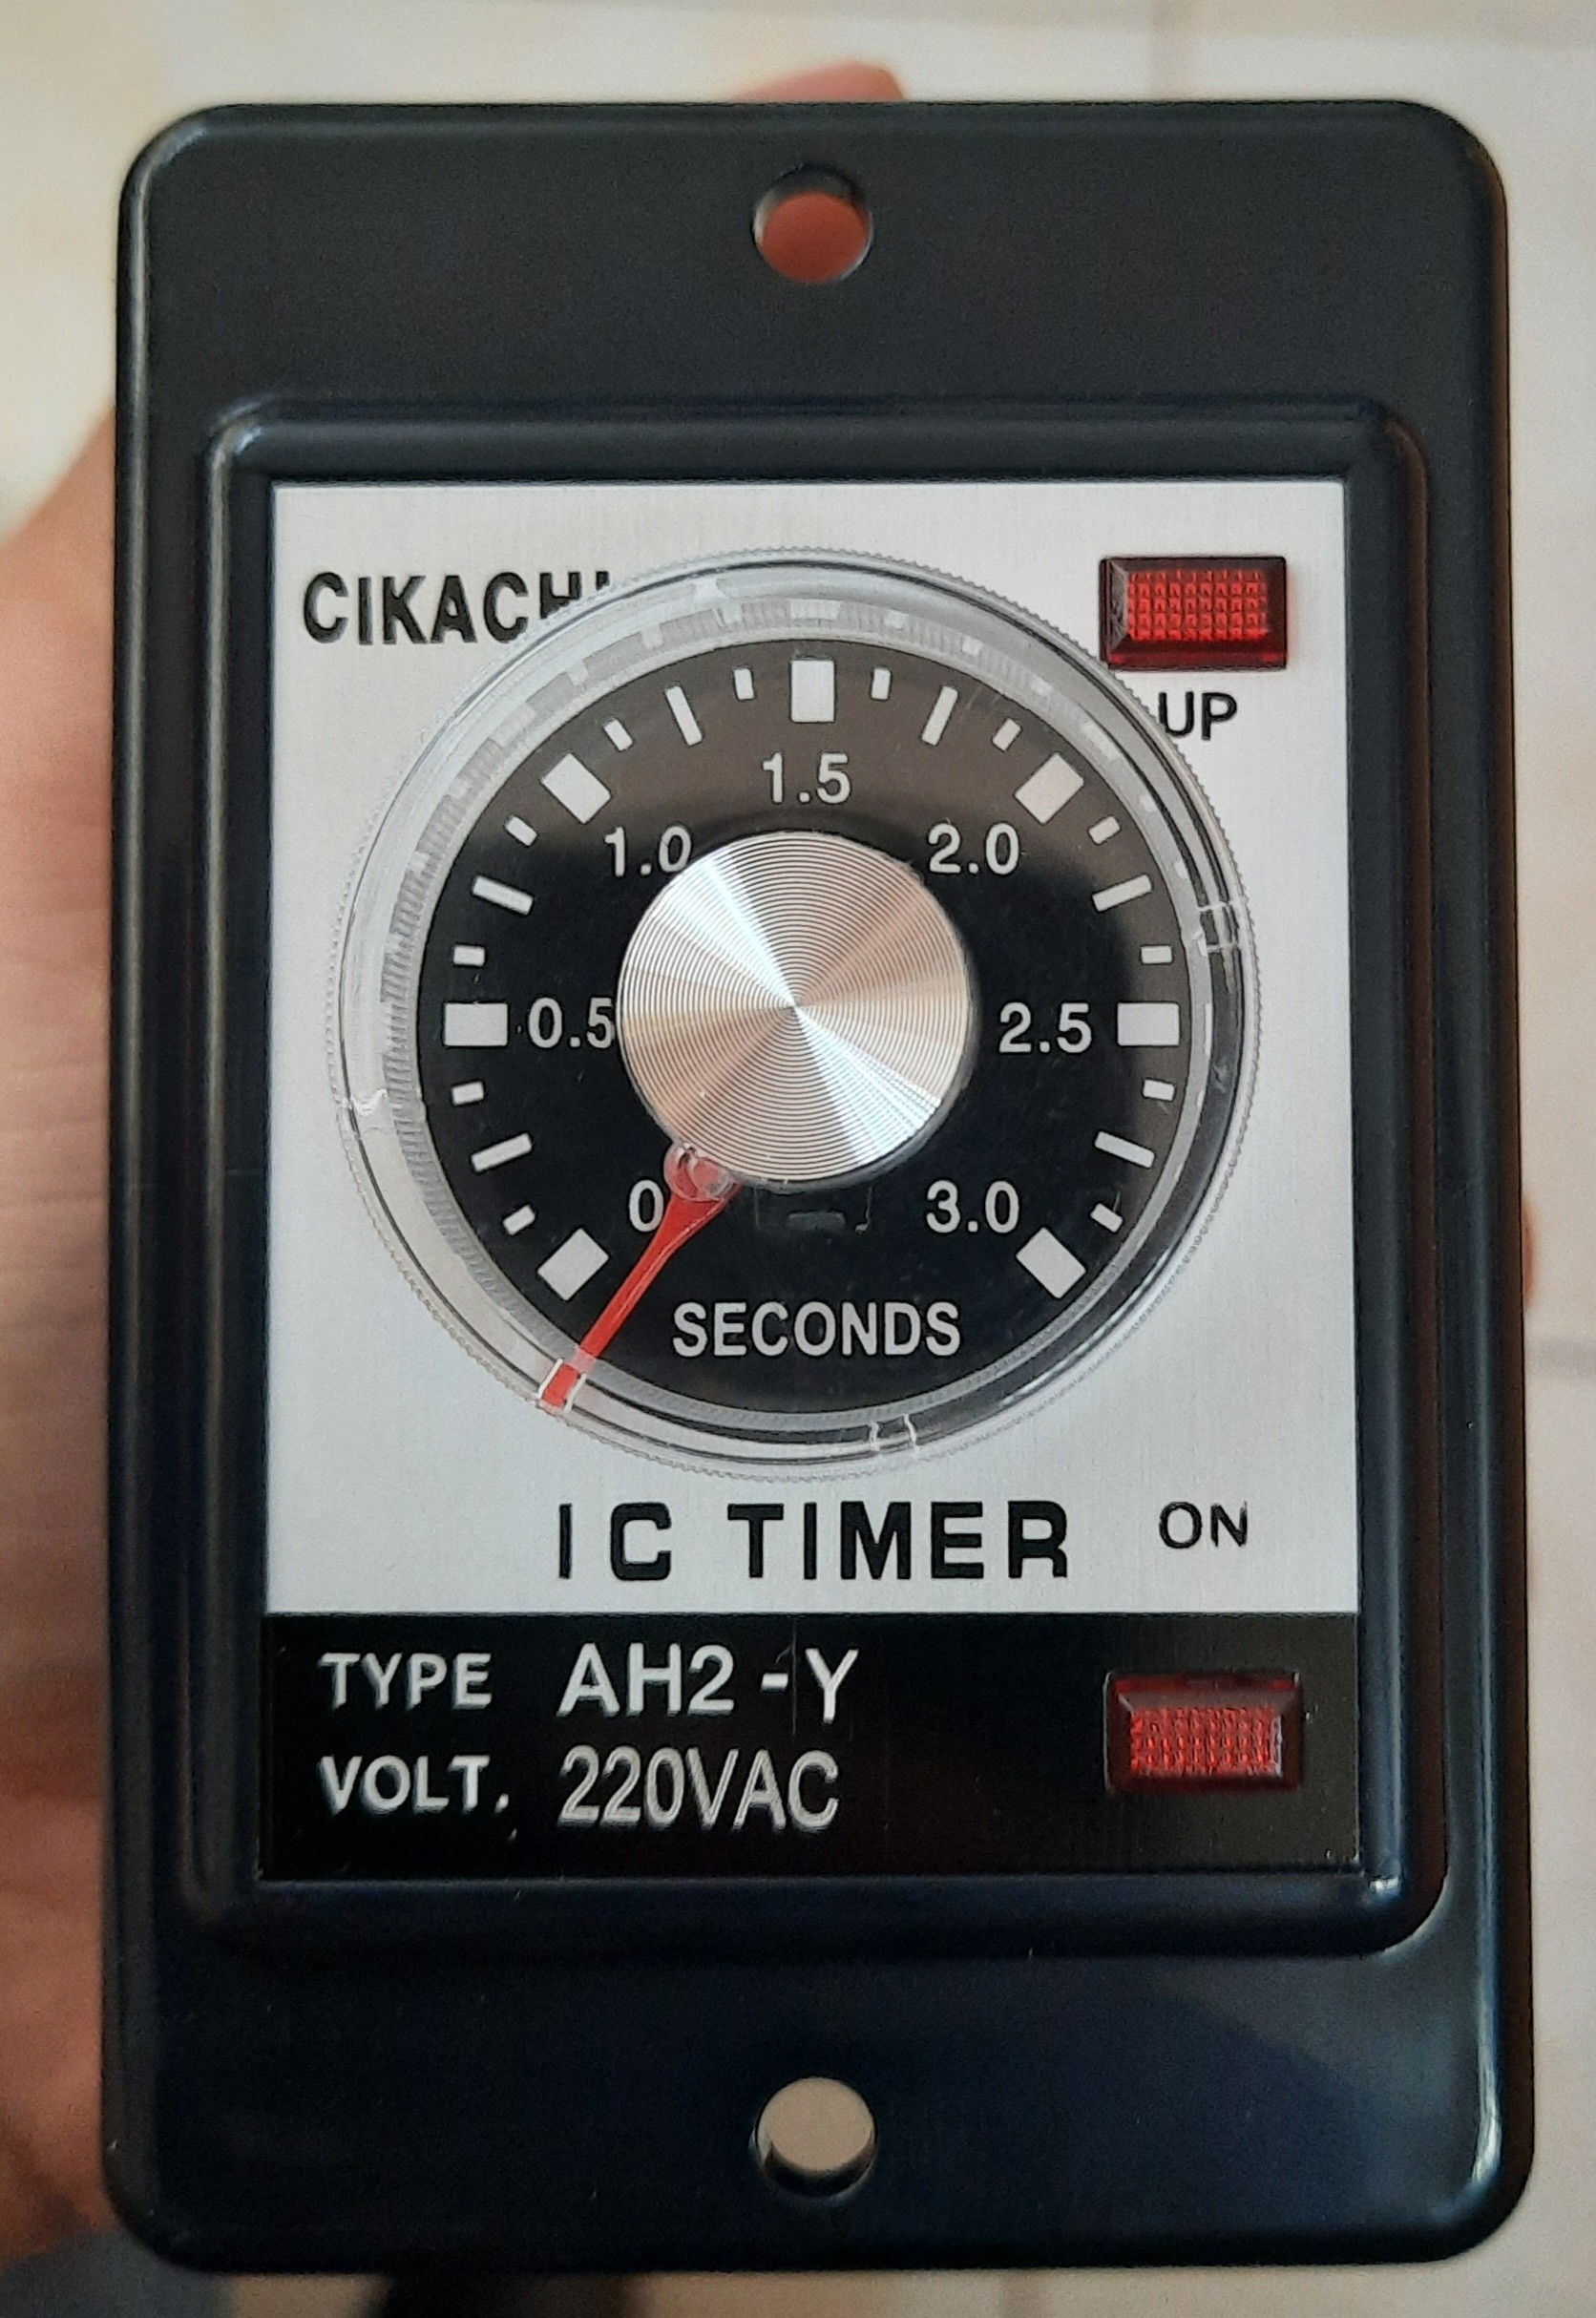 CIKACHI
UP
1.5
1.0
2.0
0.5
2.5
0
3.0
SECONDS
IC TIMER
ON
TYPE AH2-Y
VOLT. 220VAC